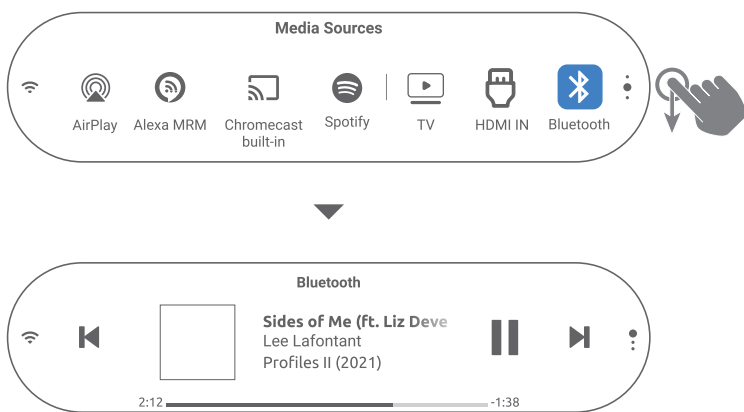 Media Sources
AirPlay Alexa MRM Chromecast built-in Spotify TV HDMI IN Bluetooth
Bluetooth
Sides of Me (ft. Liz Deve
Lee Lafontant
Profiles II (2021)
2:12 -1:38